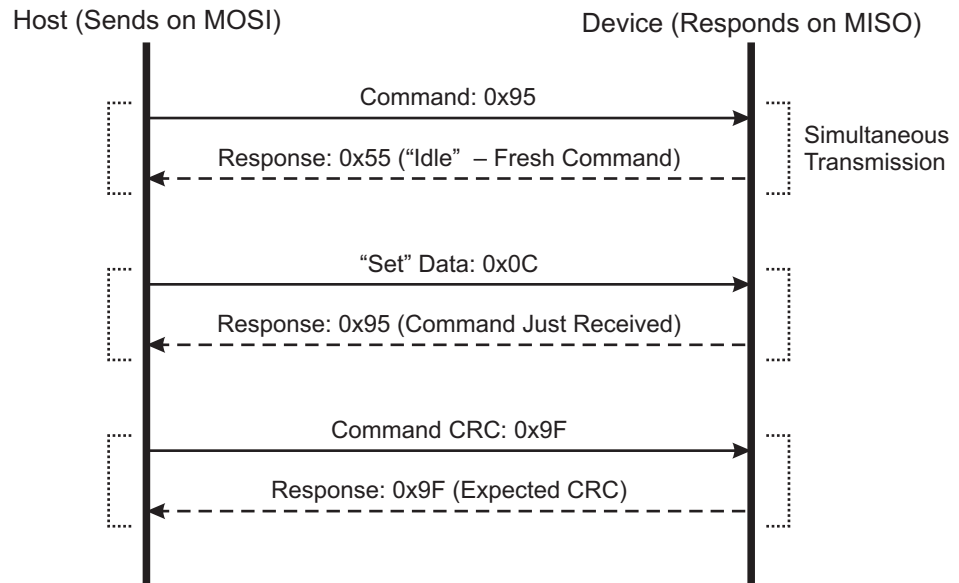 Host (Sends on MOSI)
Device (Responds on MISO)
Command: 0x95
Response: 0x55 (“Idle” – Fresh Command)
Simultaneous
Transmission
“Set” Data: 0x0C
Response: 0x95 (Command Just Received)
Command CRC: 0x9F
Response: 0x9F (Expected CRC)